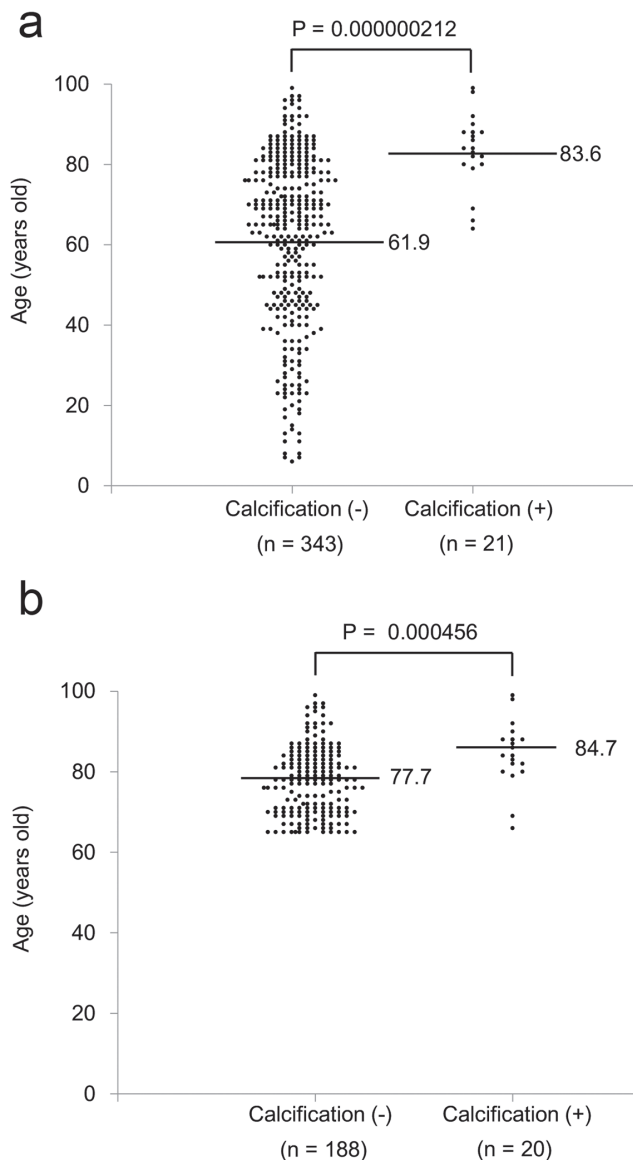 a
P = 0.000000212
100
80
60
40
20
0
Age (years old)
83.6
61.9
Calcification (-)
(n = 343)
Calcification (+)
(n = 21)
b
P = 0.000456
100
80
60
40
20
0
Age (years old)
77.7
84.7
Calcification (-)
(n = 188)
Calcification (+)
(n = 20)